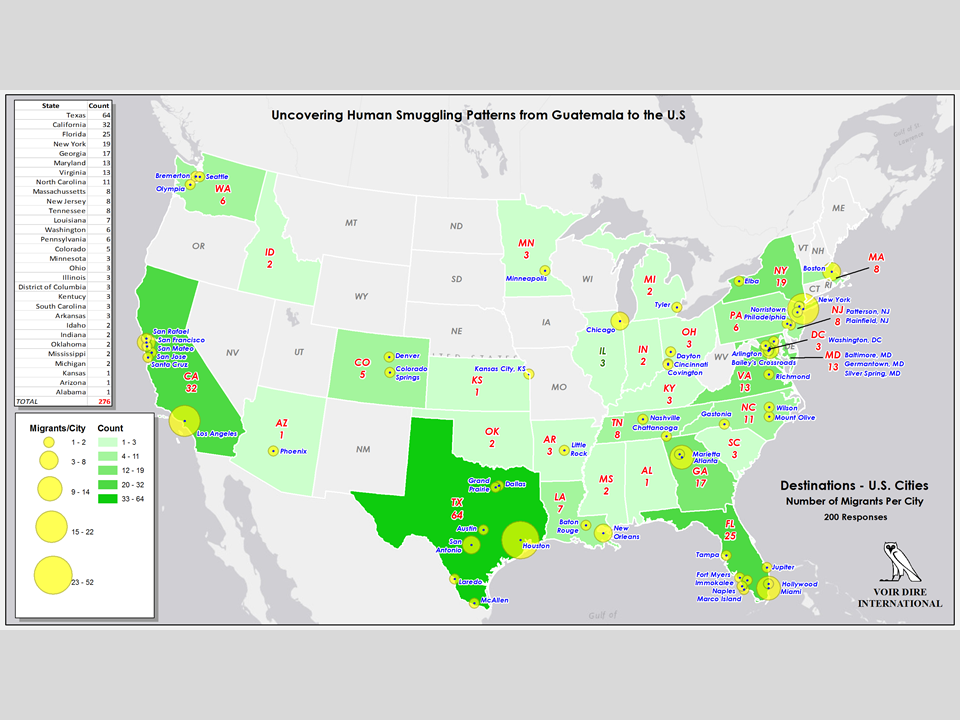 Uncovering Human Smuggling Patterns from Guatemala to the U.S
State Count
Texas 64
California 32
Florida 25
New York 19
Georgia 17
Maryland 13
Virginia 13
North Carolina 11
Massachussetts 8
New Jersey 8
Tennessee 8
Louisiana 7
Washington 6
Pennsylvania 6
Colorado 5
Minnesota 3
Ohio 3
Illinois 3
District of Columbia 3
Kentucy 3
South Carolina 3
Arkansas 3
Idaho 2
Indiana 2
Oklahoma 2
Mississippi 2
Michigan 2
Kansas 1
Arizona 1
Alabama 1
TOTAL 276
Migrants/City Count
1 - 2
3 - 8
9 - 14
15 - 22
23 - 52
1 - 3
4 - 11
12 - 19
20 - 32
33 - 64
Bremerton
Seattle
Olympia
WA
6
OR
ID
2
MT
ND
SD
WY
NE
NV
UT
NM
IA
MO
WI
WV
ME
VT
NH
CT
RI
DE
MN
3
Minneapolis
MI
2
Tyler
Chicago
IL
3
IN
2
OH
3
Dayton
Cincinnati
Covington
KY
3
PA
6
Norristown
Philadelphia
NY
19
Elba
Boston
MA
8
New York
NJ
8
Patterson, NJ
Plainfield, NJ
DC
3
Washington, DC
MD
13
Baltimore, MD
Germantown, MD
Silver Spring, MD
Arlington
Bailey's Crossroads
VA
13
Richmond
NC
11
Wilson
Mount Olive
Gastonia
SC
3
TN
8
Nashville
Chattanooga
Marietta
Atlanta
GA
17
AL
1
MS
2
AR
3
Little
Rock
LA
7
Baton
Rouge
New
Orleans
FL
25
Tampa
Jupiter
Fort Myers
Immokalee
Naples
Marco Island
Hollywood
Miami
San Rafael
San Francisco
San Mateo
San Jose
Santa Cruz
CA
32
Los Angeles
AZ
1
Phoenix
CO
5
Denver
Colorado
Springs
Kansas City, KS
KS
1
OK
2
TX
64
Grand
Prairie
Dallas
Austin
San
Antonio
Houston
Laredo
McAllen
Gulf of
Gulf of St
Lawrence
UNITED STATES
Destinations - U.S. Cities
Number of Migrants Per City
200 Responses
VOIR DIRE
INTERNATIONAL